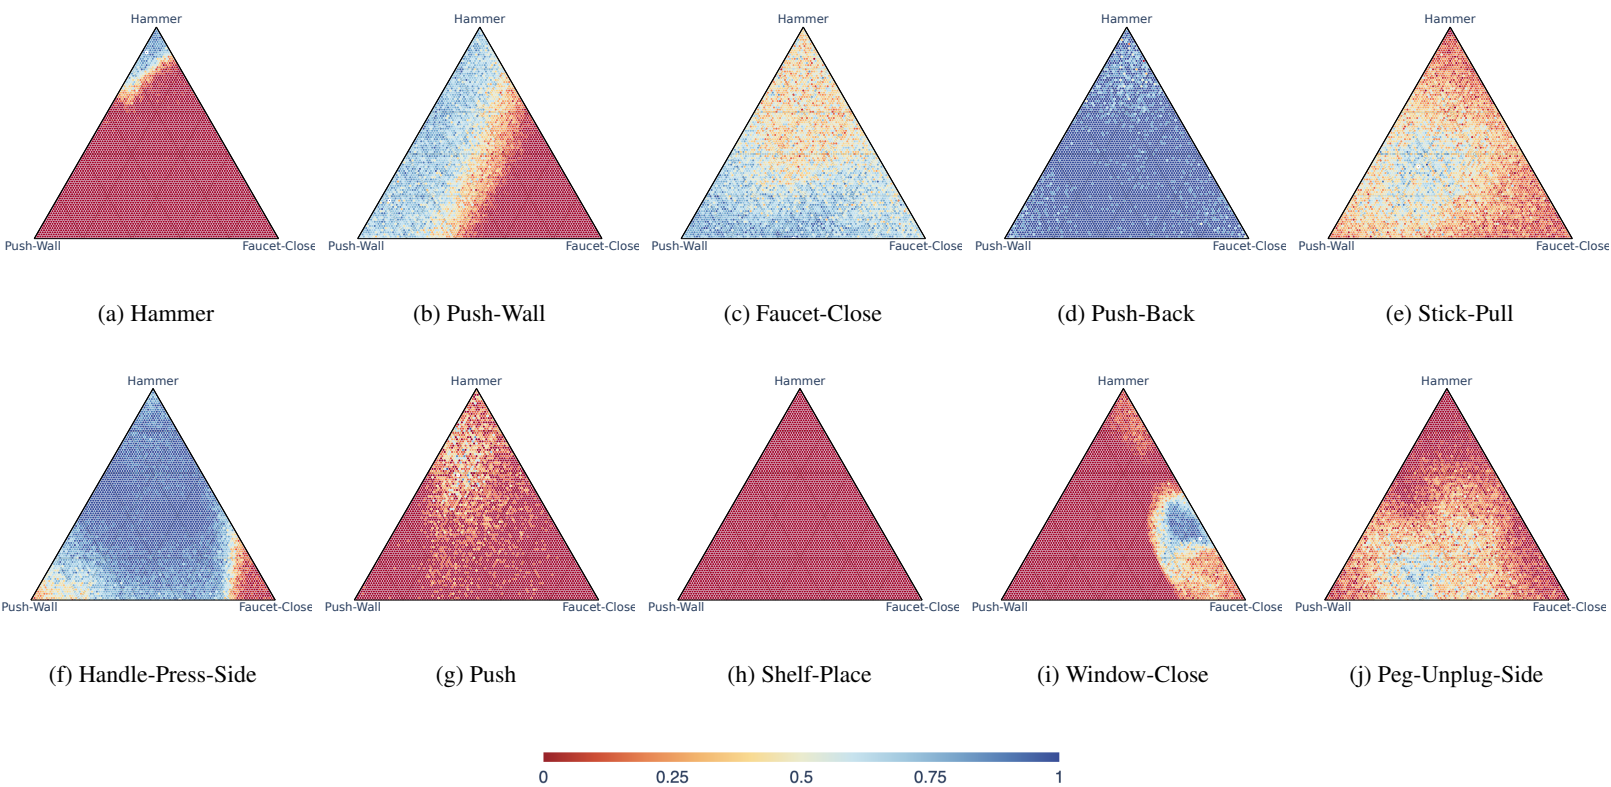 Hammer Hammer Hammer Hammer Hammer
Push-Wall Faucet-Close Push-Wall Faucet-Close Push-Wall Faucet-Close Push-Wall Faucet-Close Push-Wall Faucet-Close
(a) Hammer (b) Push-Wall (c) Faucet-Close (d) Push-Back (e) Stick-Pull
Hammer Hammer Hammer Hammer Hammer
Push-Wall Faucet-Close Push-Wall Faucet-Close Push-Wall Faucet-Close Push-Wall Faucet-Close Push-Wall Faucet-Close
(f) Handle-Press-Side (g) Push (h) Shelf-Place (i) Window-Close (j) Peg-Unplug-Side
0 0.25 0.5 0.75 1